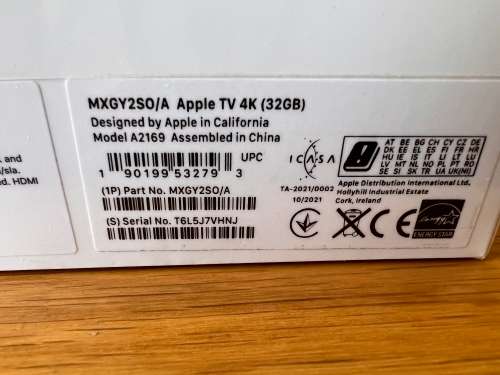 MXGY2SO/A Apple TV 4K (32GB)
Designed by Apple in California
Model A2169 Assembled in China
UPC
1 90199 53279 3
(1P) Part No. MXGY2SO/A
(S) Serial No. T6L5J7VHNJ
ICASA
TA-2021/0002
10/2021
AT BE BG CH CY CZ DE
DK EE EL ES FI FR
HU IE IS IT LI LT LU
LV MT NL NO PL PT RO
SE SI SK TR UA UK(NI)
Apple Distribution International Ltd.
Hollyhill Industrial Estate
Cork, Ireland
ENERGY STAR
and
/sla.
d. HDMI